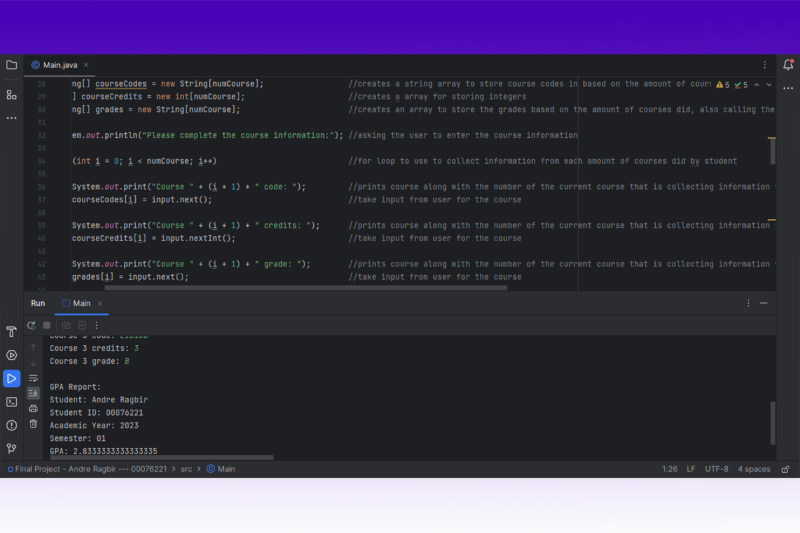 Main.java
5 5
28 ng[] courseCodes = new String[numCourse]; //creates a string array to store course codes in based on the amount of cour
29 ] courseCredits = new int[numCourse]; //creates a array for storing integers
30 ng[] grades = new String[numCourse]; //creates an array to store the grades based on the amount of courses did, also calling the
31
32 em.out.println("Please complete the course information:"); //asking the user to enter the course information
33
34 (int i = 0; i < numCourse; i++) //for loop to use to collect information from each amount of courses did by student
35
36 System.out.print("Course " + (i + 1) + " code: "); //prints course along with the number of the current course that is collecting information
37 courseCodes[i] = input.next(); //take input from user for the course
38
39 System.out.print("Course " + (i + 1) + " credits: "); //prints course along with the number of the current course that is collecting information
40 courseCredits[i] = input.nextInt(); //take input from user for the course
41
42 System.out.print("Course " + (i + 1) + " grade: "); //prints course along with the number of the current course that is collecting information
43 grades[i] = input.next(); //take input from user for the course
Run Main
Course 3 code:
Course 3 credits: 3
Course 3 grade: B
GPA Report:
Student: Andre Ragbir
Student ID: 00076221
Academic Year: 2023
Semester: 01
GPA: 2.8333333333333335
FInal Project - Andre Ragbir --- 00076221 > src > Main
1:26 LF UTF-8 4 spaces